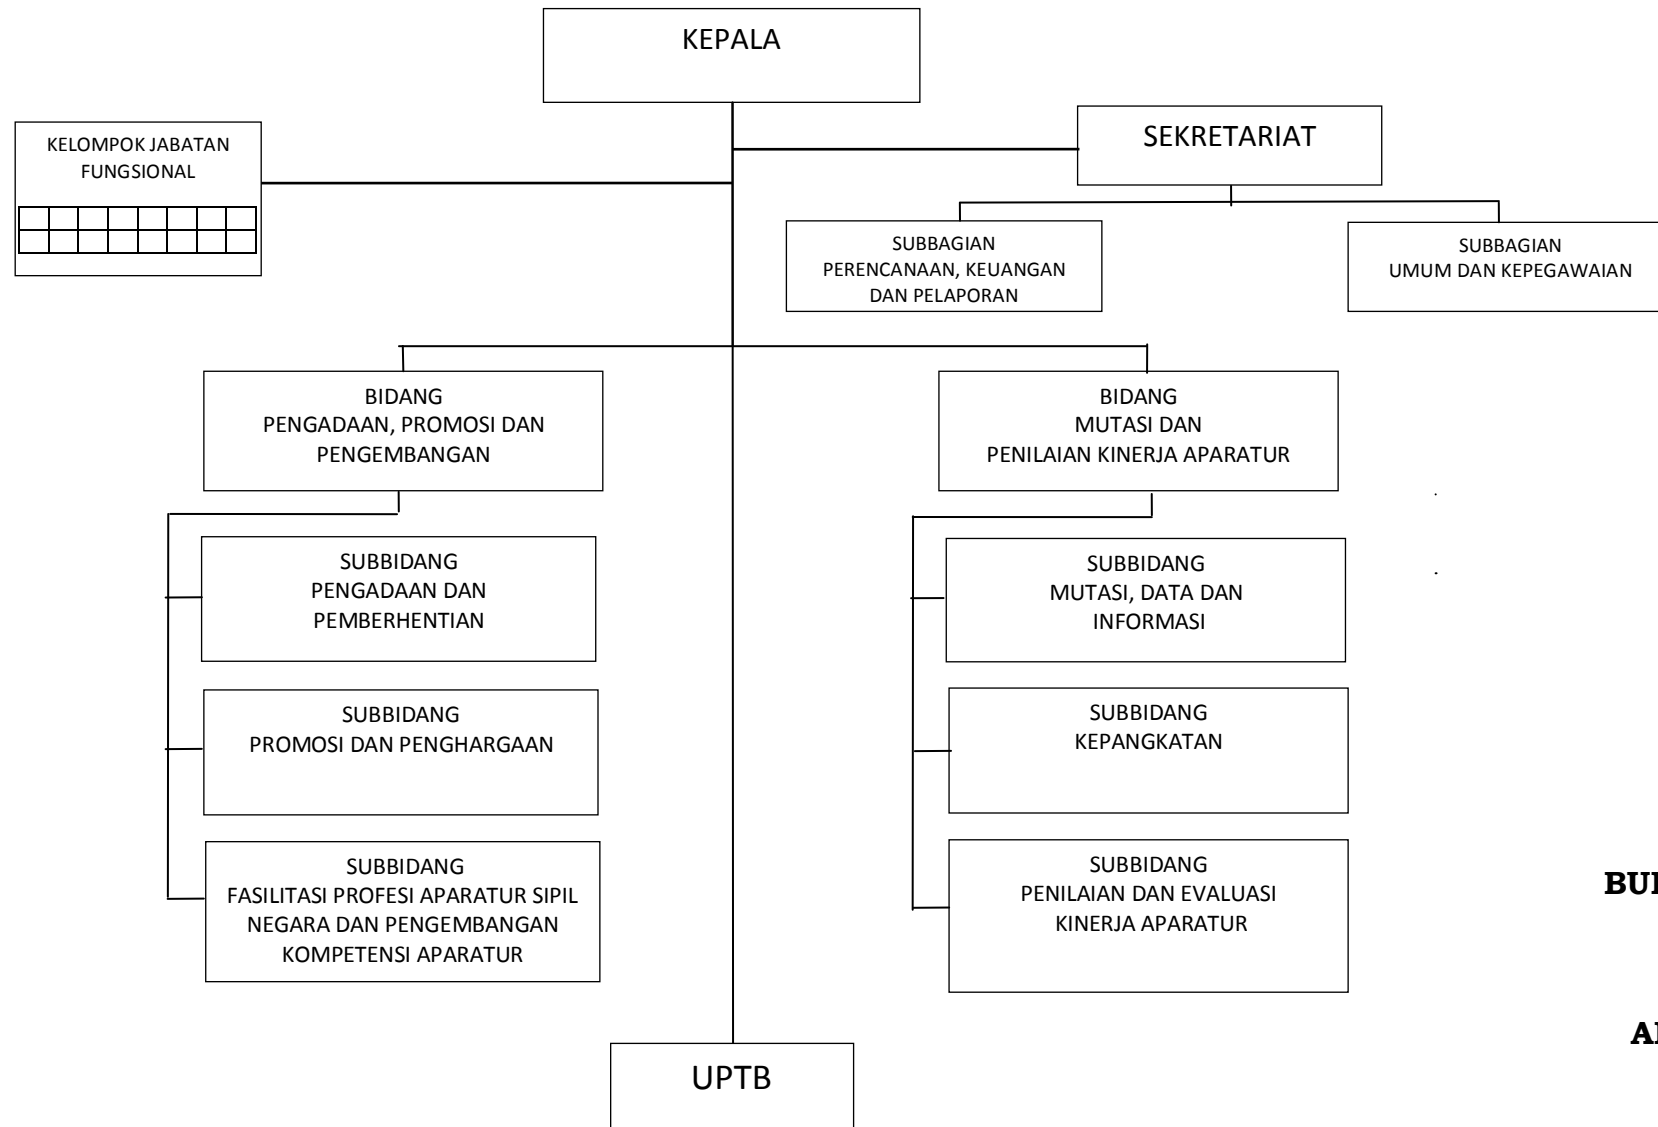 KEPALA
KELOMPOK JABATAN
FUNGSIONAL
SEKRETARIAT
SUBBAGIAN
PERENCANAAN, KEUANGAN
DAN PELAPORAN
SUBBAGIAN
UMUM DAN KEPEGAWAIAN
BIDANG
PENGADAAN, PROMOSI DAN
PENGEMBANGAN
BIDANG
MUTASI DAN
PENILAIAN KINERJA APARATUR
SUBBIDANG
PENGADAAN DAN
PEMBERHENTIAN
SUBBIDANG
MUTASI, DATA DAN
INFORMASI
SUBBIDANG
PROMOSI DAN PENGHARGAAN
SUBBIDANG
KEPANGKATAN
SUBBIDANG
FASILITASI PROFESI APARATUR SIPIL
NEGARA DAN PENGEMBANGAN
KOMPETENSI APARATUR
SUBBIDANG
PENILAIAN DAN EVALUASI
KINERJA APARATUR
UPTB